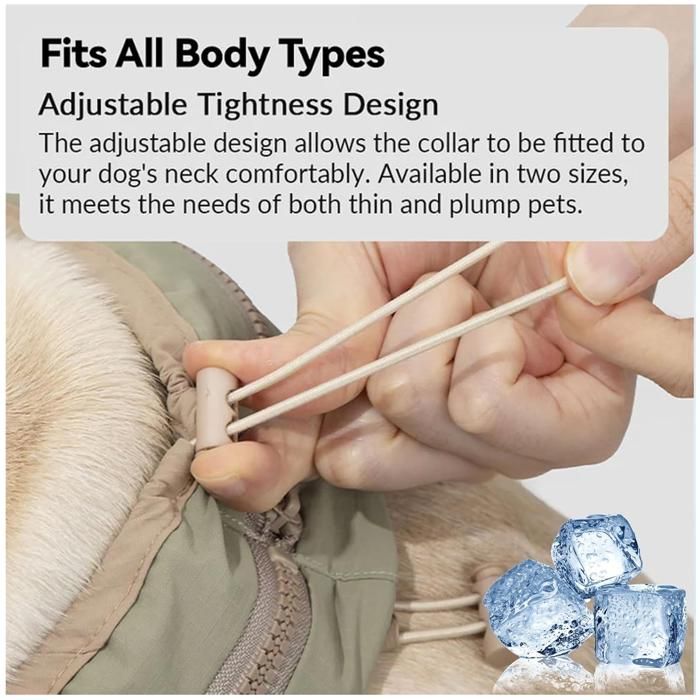 Fits All Body Types
Adjustable Tightness Design
The adjustable design allows the collar to be fitted to
your dog's neck comfortably. Available in two sizes,
it meets the needs of both thin and plump pets.